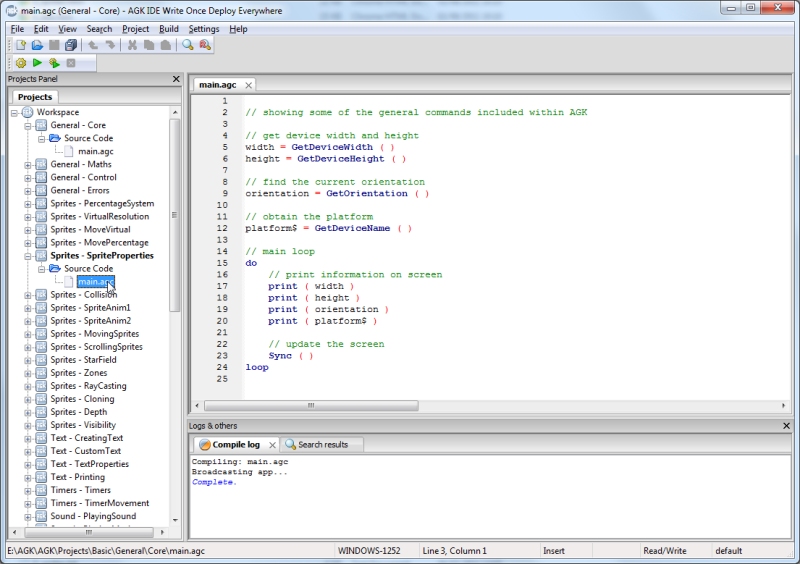 main.agc (General - Core) - AGK IDE Write Once Deploy Everywhere
File Edit View Search Project Build Settings Help
Projects Panel
Projects
Workspace
General - Core
Source Code
main.agc
General - Maths
General - Control
General - Errors
Sprites - PercentageSystem
Sprites - VirtualResolution
Sprites - MoveVirtual
Sprites - MovePercentage
Sprites - SpriteProperties
Source Code
main.agc
Sprites - Collision
Sprites - SpriteAnim1
Sprites - SpriteAnim2
Sprites - MovingSprites
Sprites - ScrollingSprites
Sprites - StarField
Sprites - Zones
Sprites - RayCasting
Sprites - Cloning
Sprites - Depth
Sprites - Visibility
Text - CreatingText
Text - CustomText
Text - TextProperties
Text - Printing
Timers - Timers
Timers - TimerMovement
Sound - PlayingSound
main.agc
1
2 // showing some of the general commands included within AGK
3
4 // get device width and height
5 width = GetDeviceWidth ( )
6 height = GetDeviceHeight ( )
7
8 // find the current orientation
9 orientation = GetOrientation ( )
10
11 // obtain the platform
12 platform$ = GetDeviceName ( )
13
14 // main loop
15 do
16 // print information on screen
17 print ( width )
18 print ( height )
19 print ( orientation )
20 print ( platform$ )
21
22 // update the screen
23 Sync ( )
24 loop
25
Logs & others
Compile log Search results
Compiling: main.agc
Broadcasting app...
Complete.
E:\AGK\AGK\Projects\Basic\General\Core\main.agc WINDOWS-1252 Line 3, Column 1 Insert Read/Write default